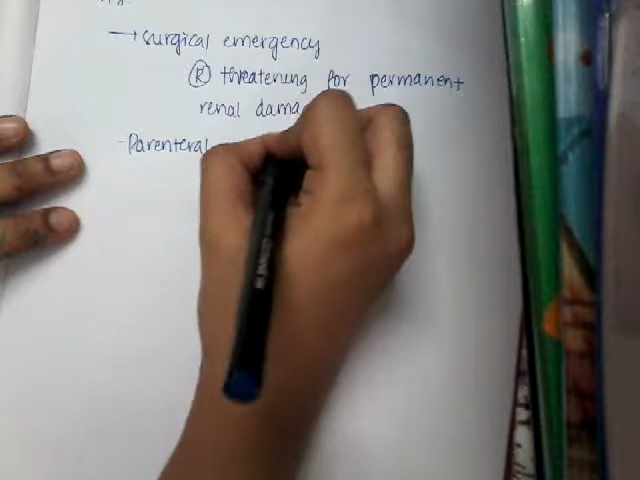 → surgical emergency
Ⓡ threatening for permanent
renal dama
Parenteral